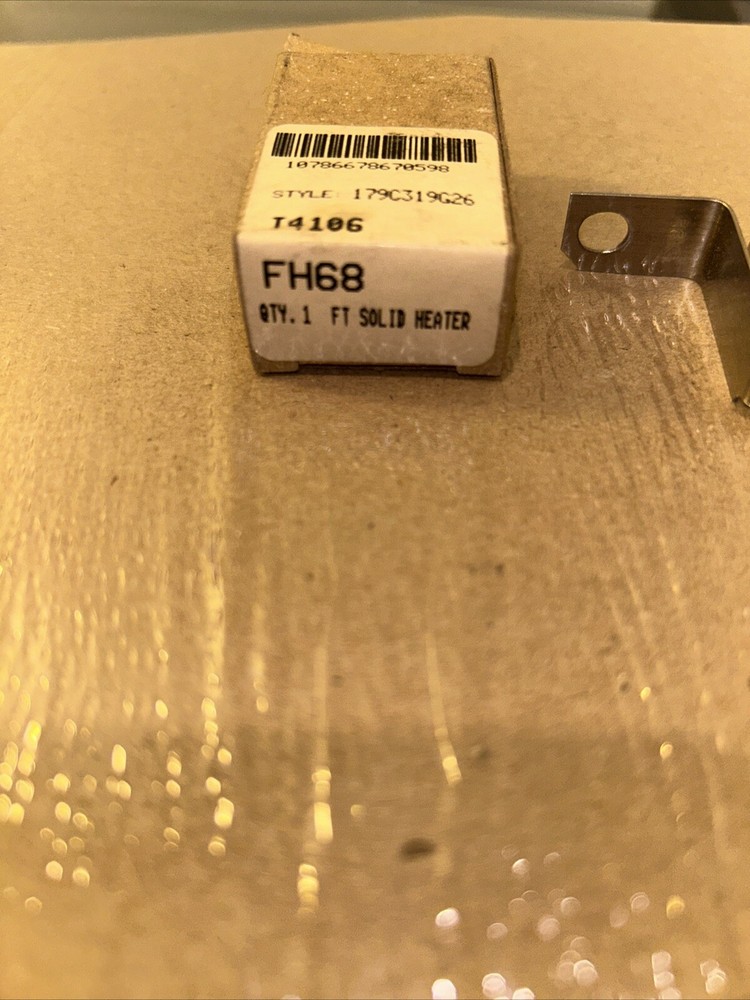 10786678670598
STYLE: 179C319G26
T4106
FH68
QTY. 1 FT SOLID HEATER